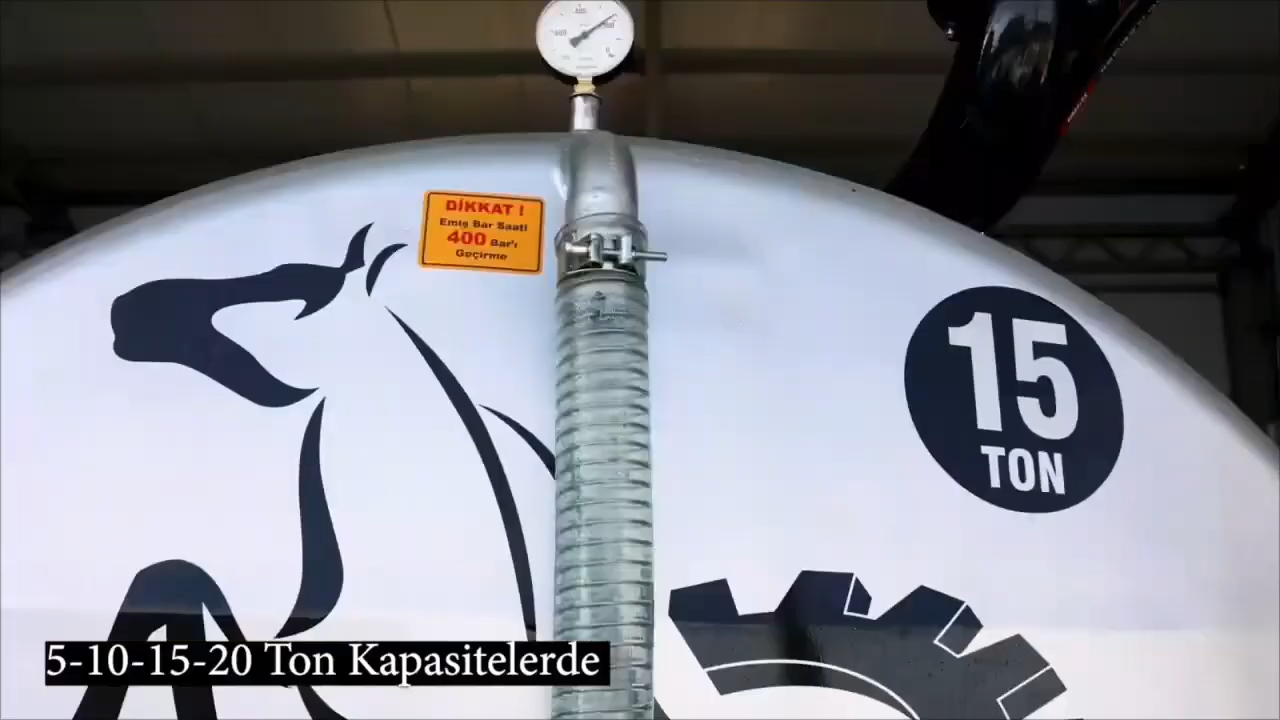 DİKKAT !
Emiş Bar Saati
400 Bar'ı
Geçirme
15
TON
5-10-15-20 Ton Kapasitelerde